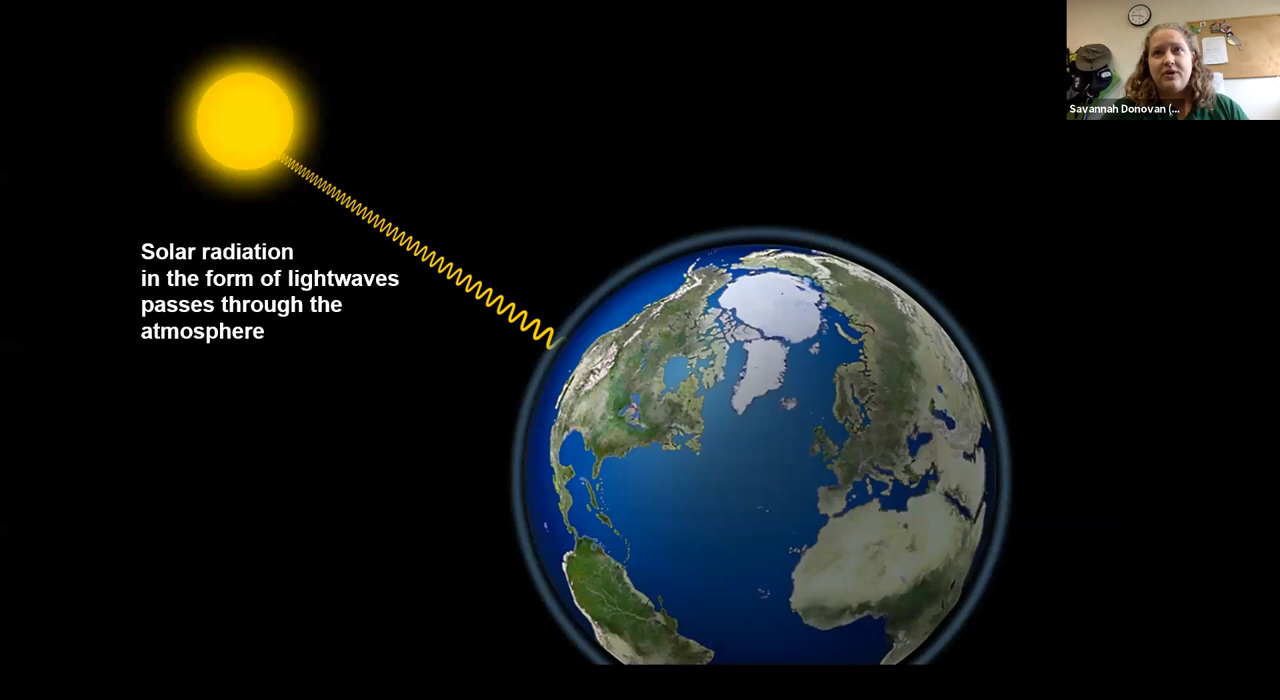 Solar radiation
in the form of lightwaves
passes through the
atmosphere
Savannah Donovan (...